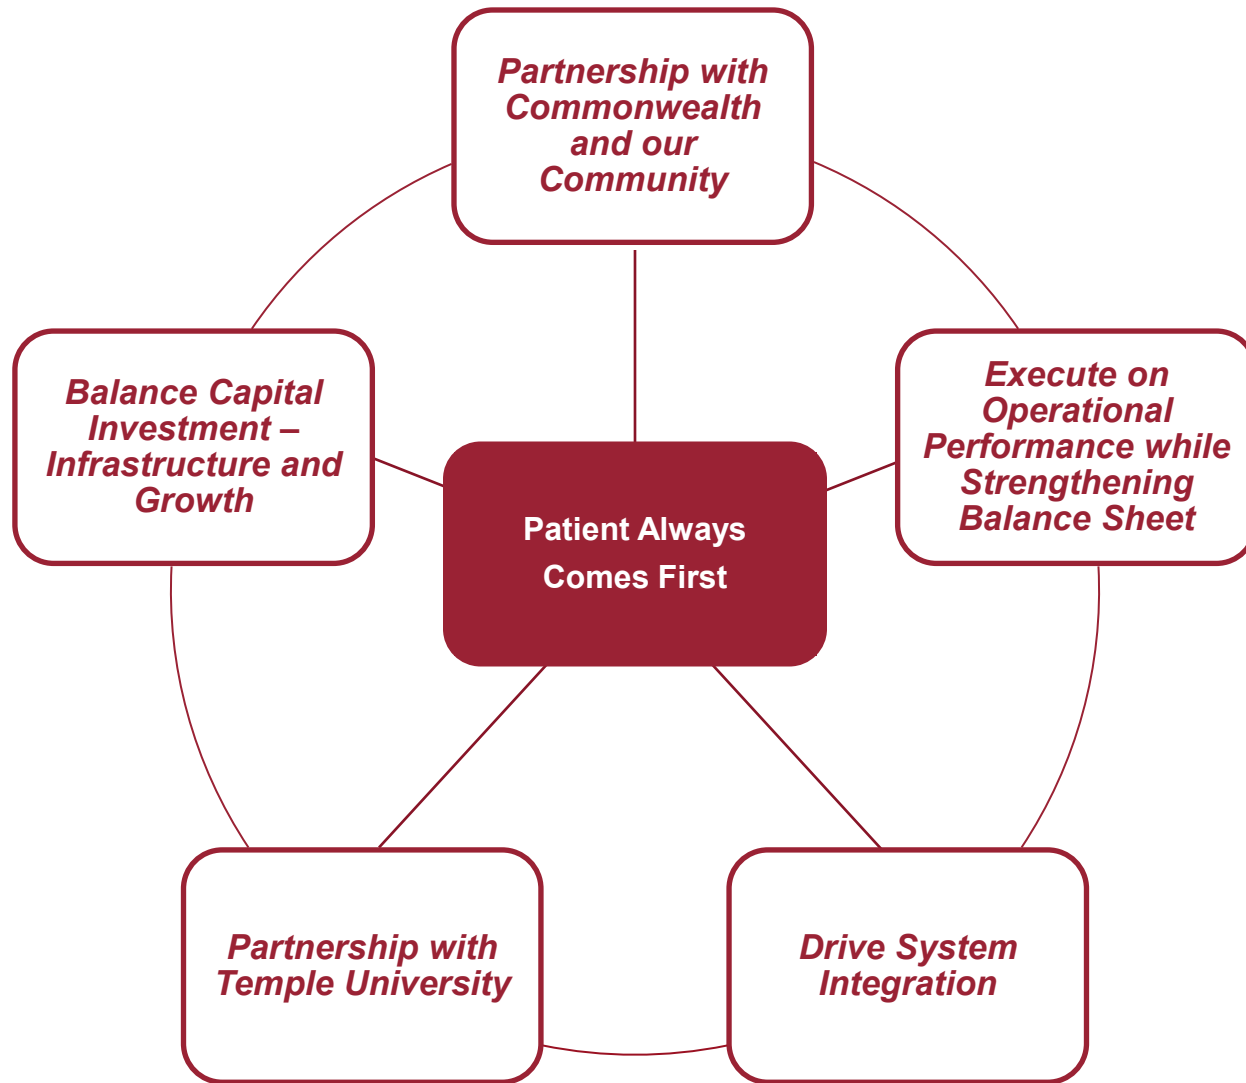 Partnership with
Commonwealth
and our
Community
Balance Capital
Investment –
Infrastructure and
Growth
Execute on
Operational
Performance while
Strengthening
Balance Sheet
Patient Always
Comes First
Partnership with
Temple University
Drive System
Integration